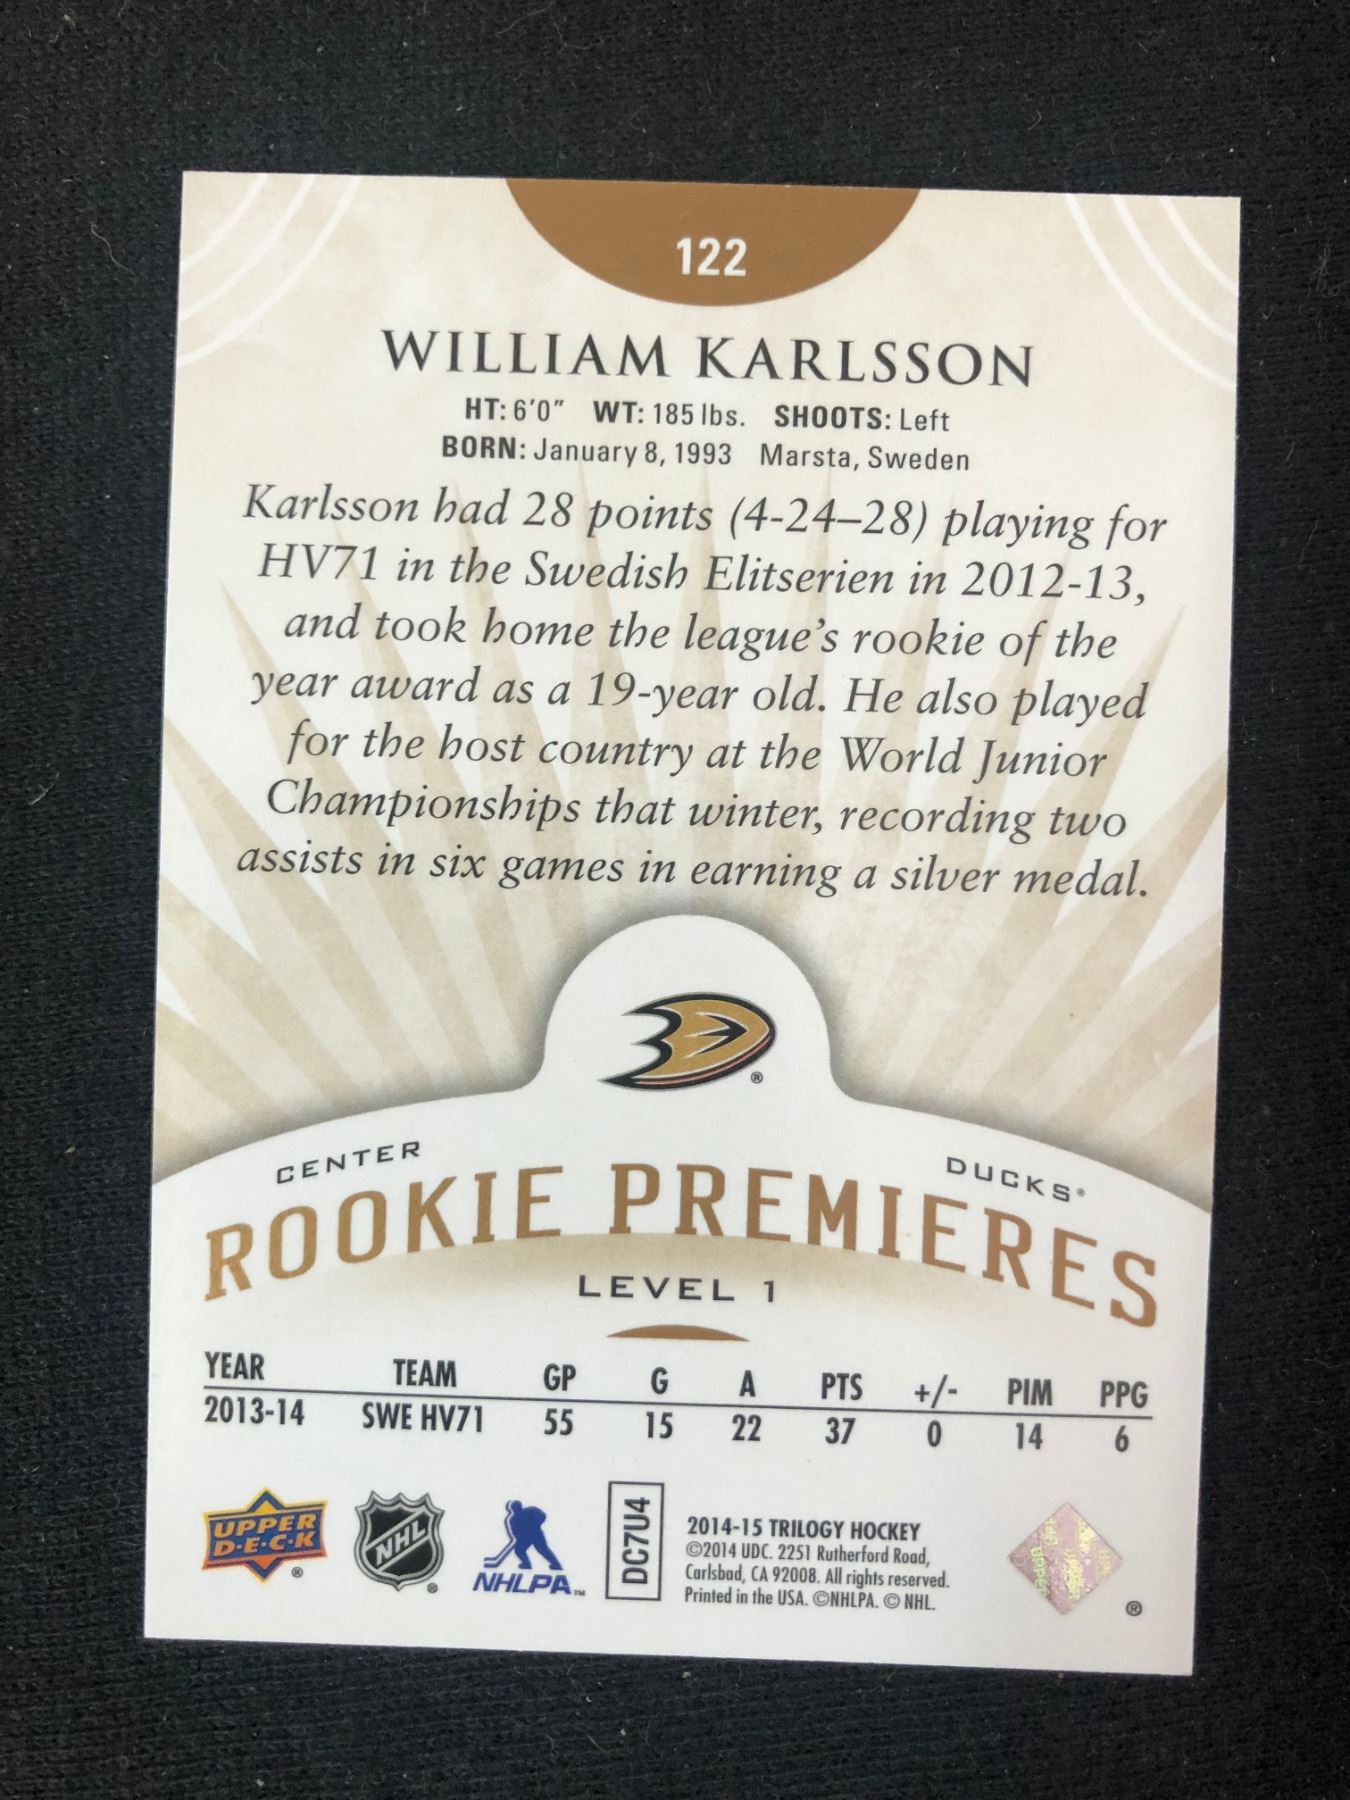 122
WILLIAM KARLSSON
HT: 6'0" WT: 185 lbs. SHOOTS: Left
BORN: January 8, 1993 Marsta, Sweden
Karlsson had 28 points (4-24–28) playing for
HV71 in the Swedish Elitserien in 2012-13,
and took home the league's rookie of the
year award as a 19-year old. He also played
for the host country at the World Junior
Championships that winter, recording two
assists in six games in earning a silver medal.
®
CENTER DUCKS®
ROOKIE PREMIERES
LEVEL 1
YEAR TEAM GP G A PTS +/- PIM PPG
2013-14 SWE HV71 55 15 22 37 0 14 6
UPPER
D·E·C·K
®
NHL
®
NHLPA™
DC7U4
2014-15 TRILOGY HOCKEY
©2014 UDC. 2251 Rutherford Road,
Carlsbad, CA 92008. All rights reserved.
Printed in the USA. ©NHLPA. © NHL.
®